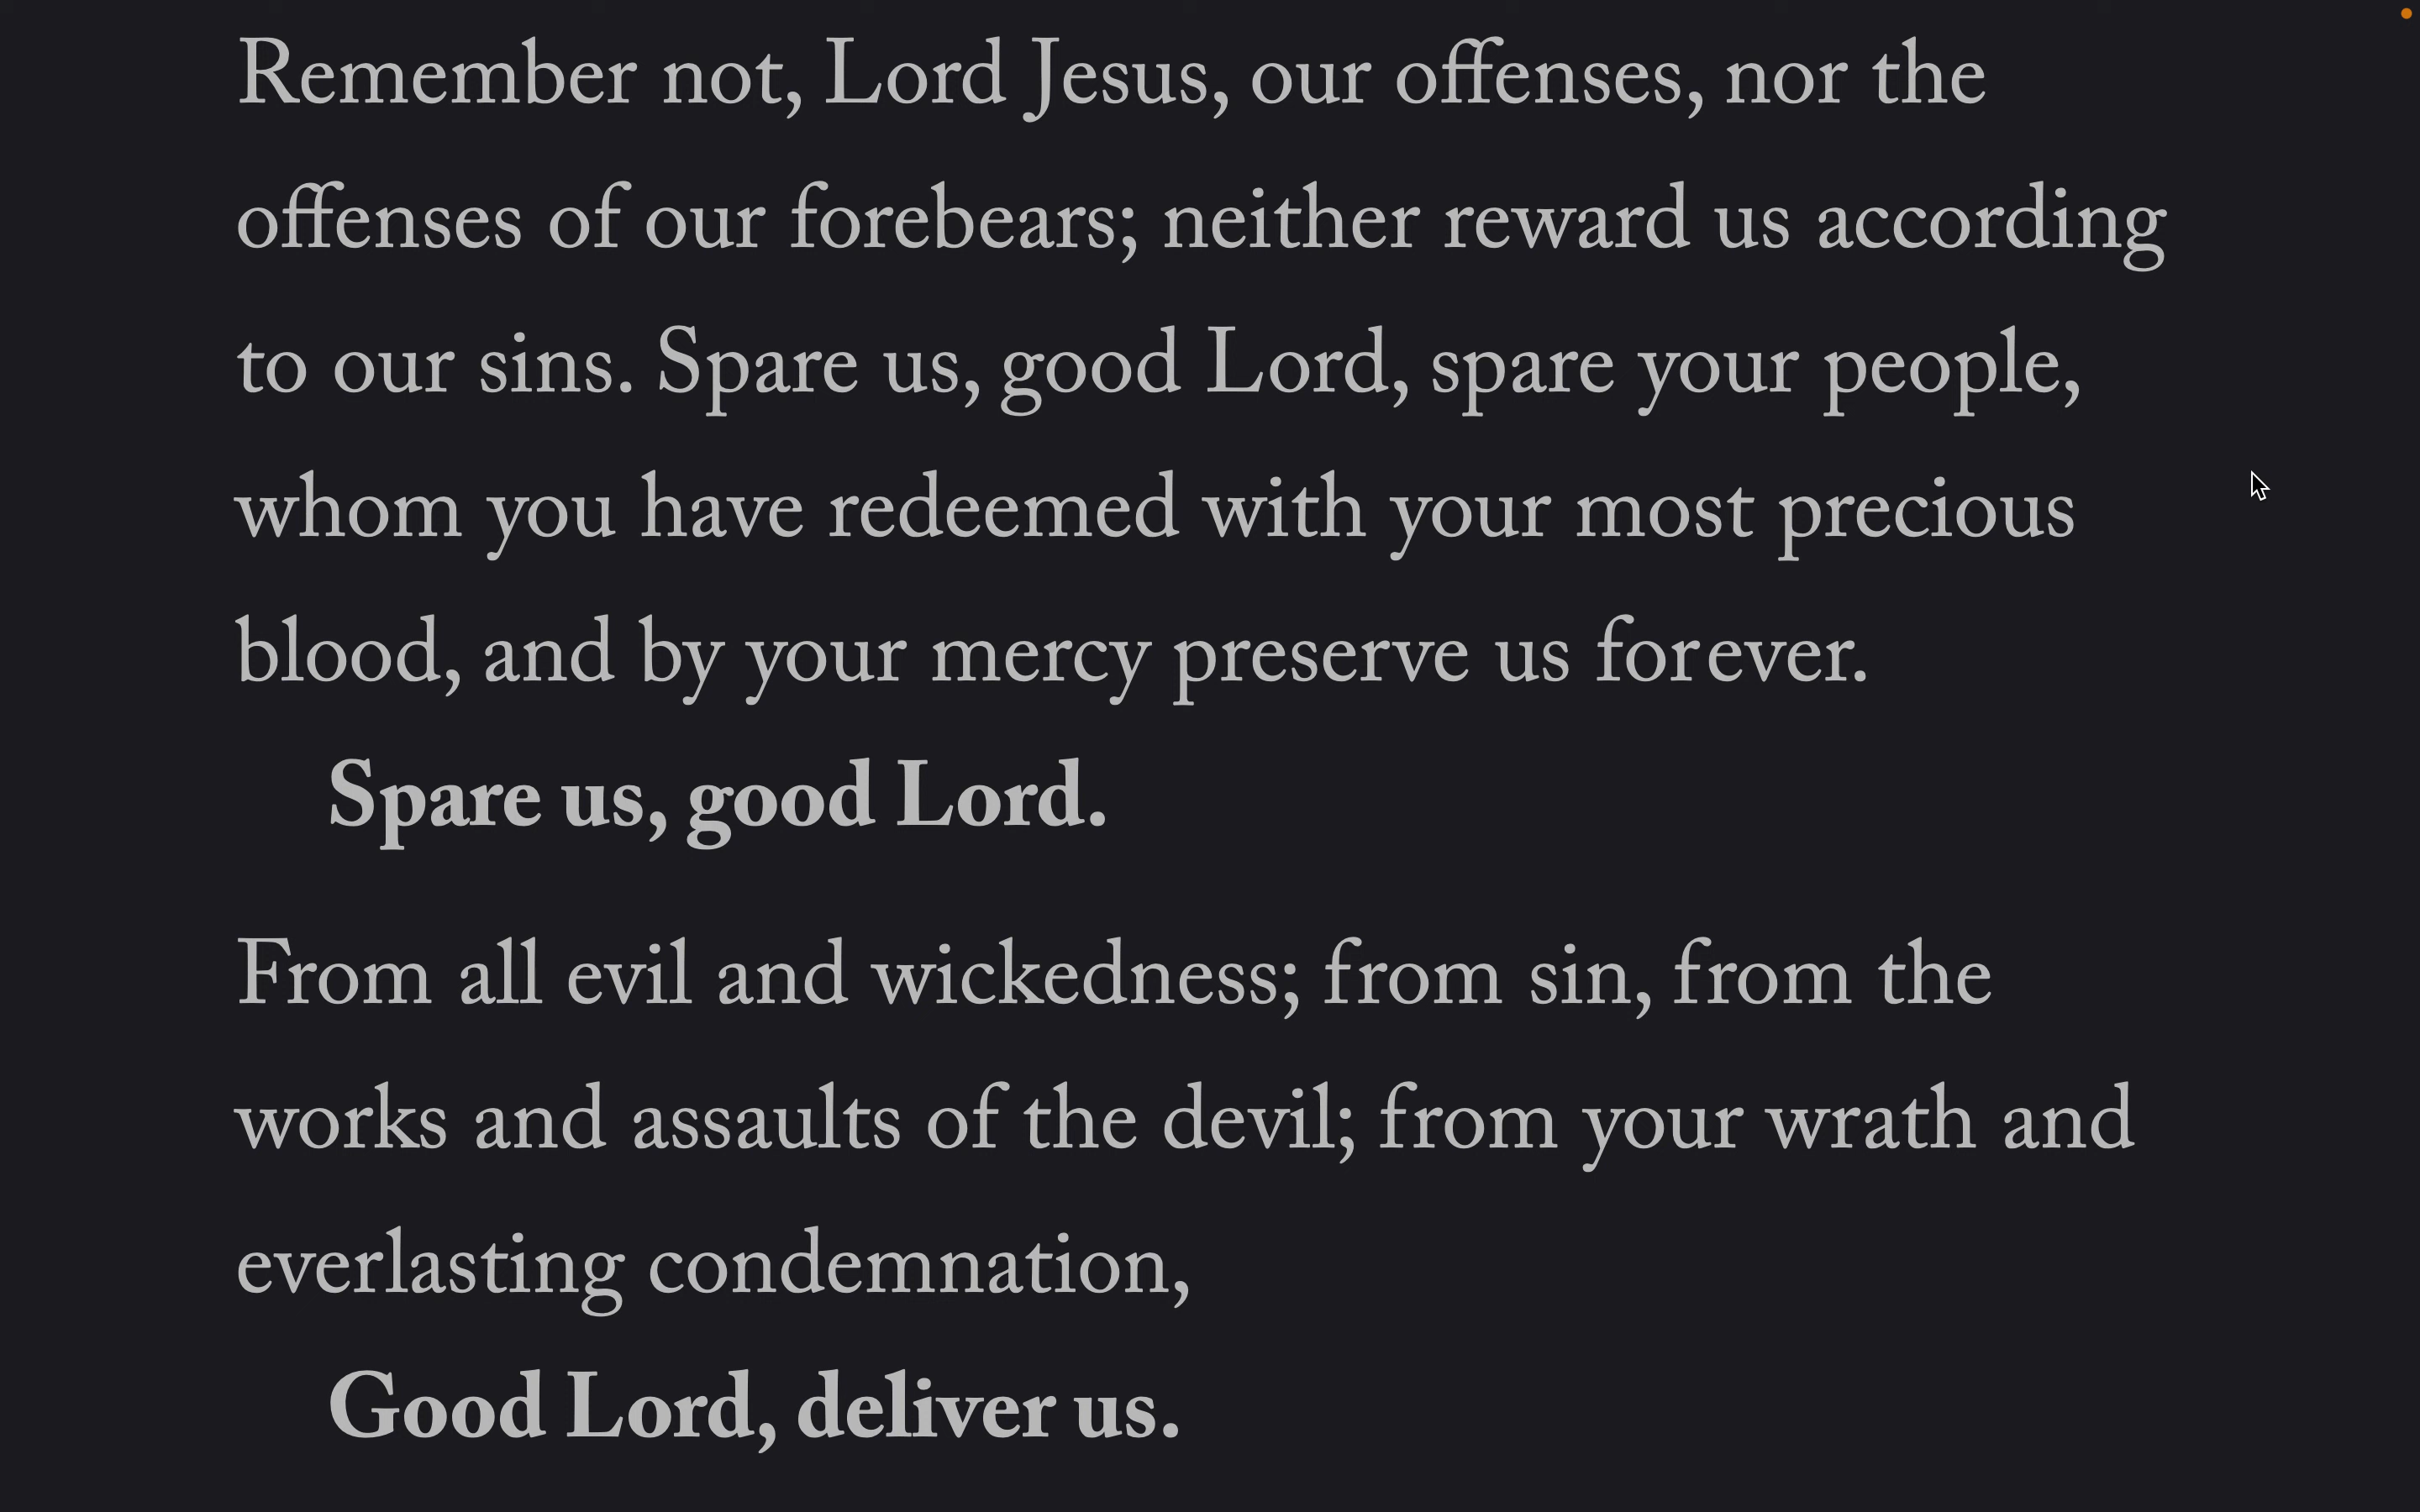 Remember not, Lord Jesus, our offenses, nor the
offenses of our forebears; neither reward us according
to our sins. Spare us, good Lord, spare your people,
whom you have redeemed with your most precious
blood, and by your mercy preserve us forever.
Spare us, good Lord.
From all evil and wickedness; from sin, from the
works and assaults of the devil; from your wrath and
everlasting condemnation,
Good Lord, deliver us.